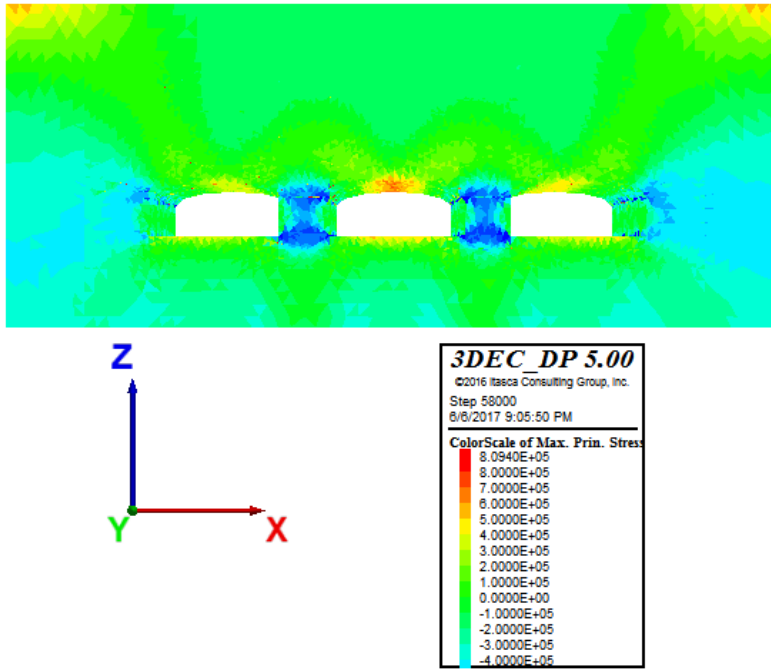 Z
Y
X
3DEC_DP 5.00
©2016 Itasca Consulting Group, Inc.
Step 58000
6/6/2017 9:05:50 PM
ColorScale of Max. Prin. Stress
8.0940E+05
8.0000E+05
7.0000E+05
6.0000E+05
5.0000E+05
4.0000E+05
3.0000E+05
2.0000E+05
1.0000E+05
0.0000E+00
-1.0000E+05
-2.0000E+05
-3.0000E+05
-4.0000E+05